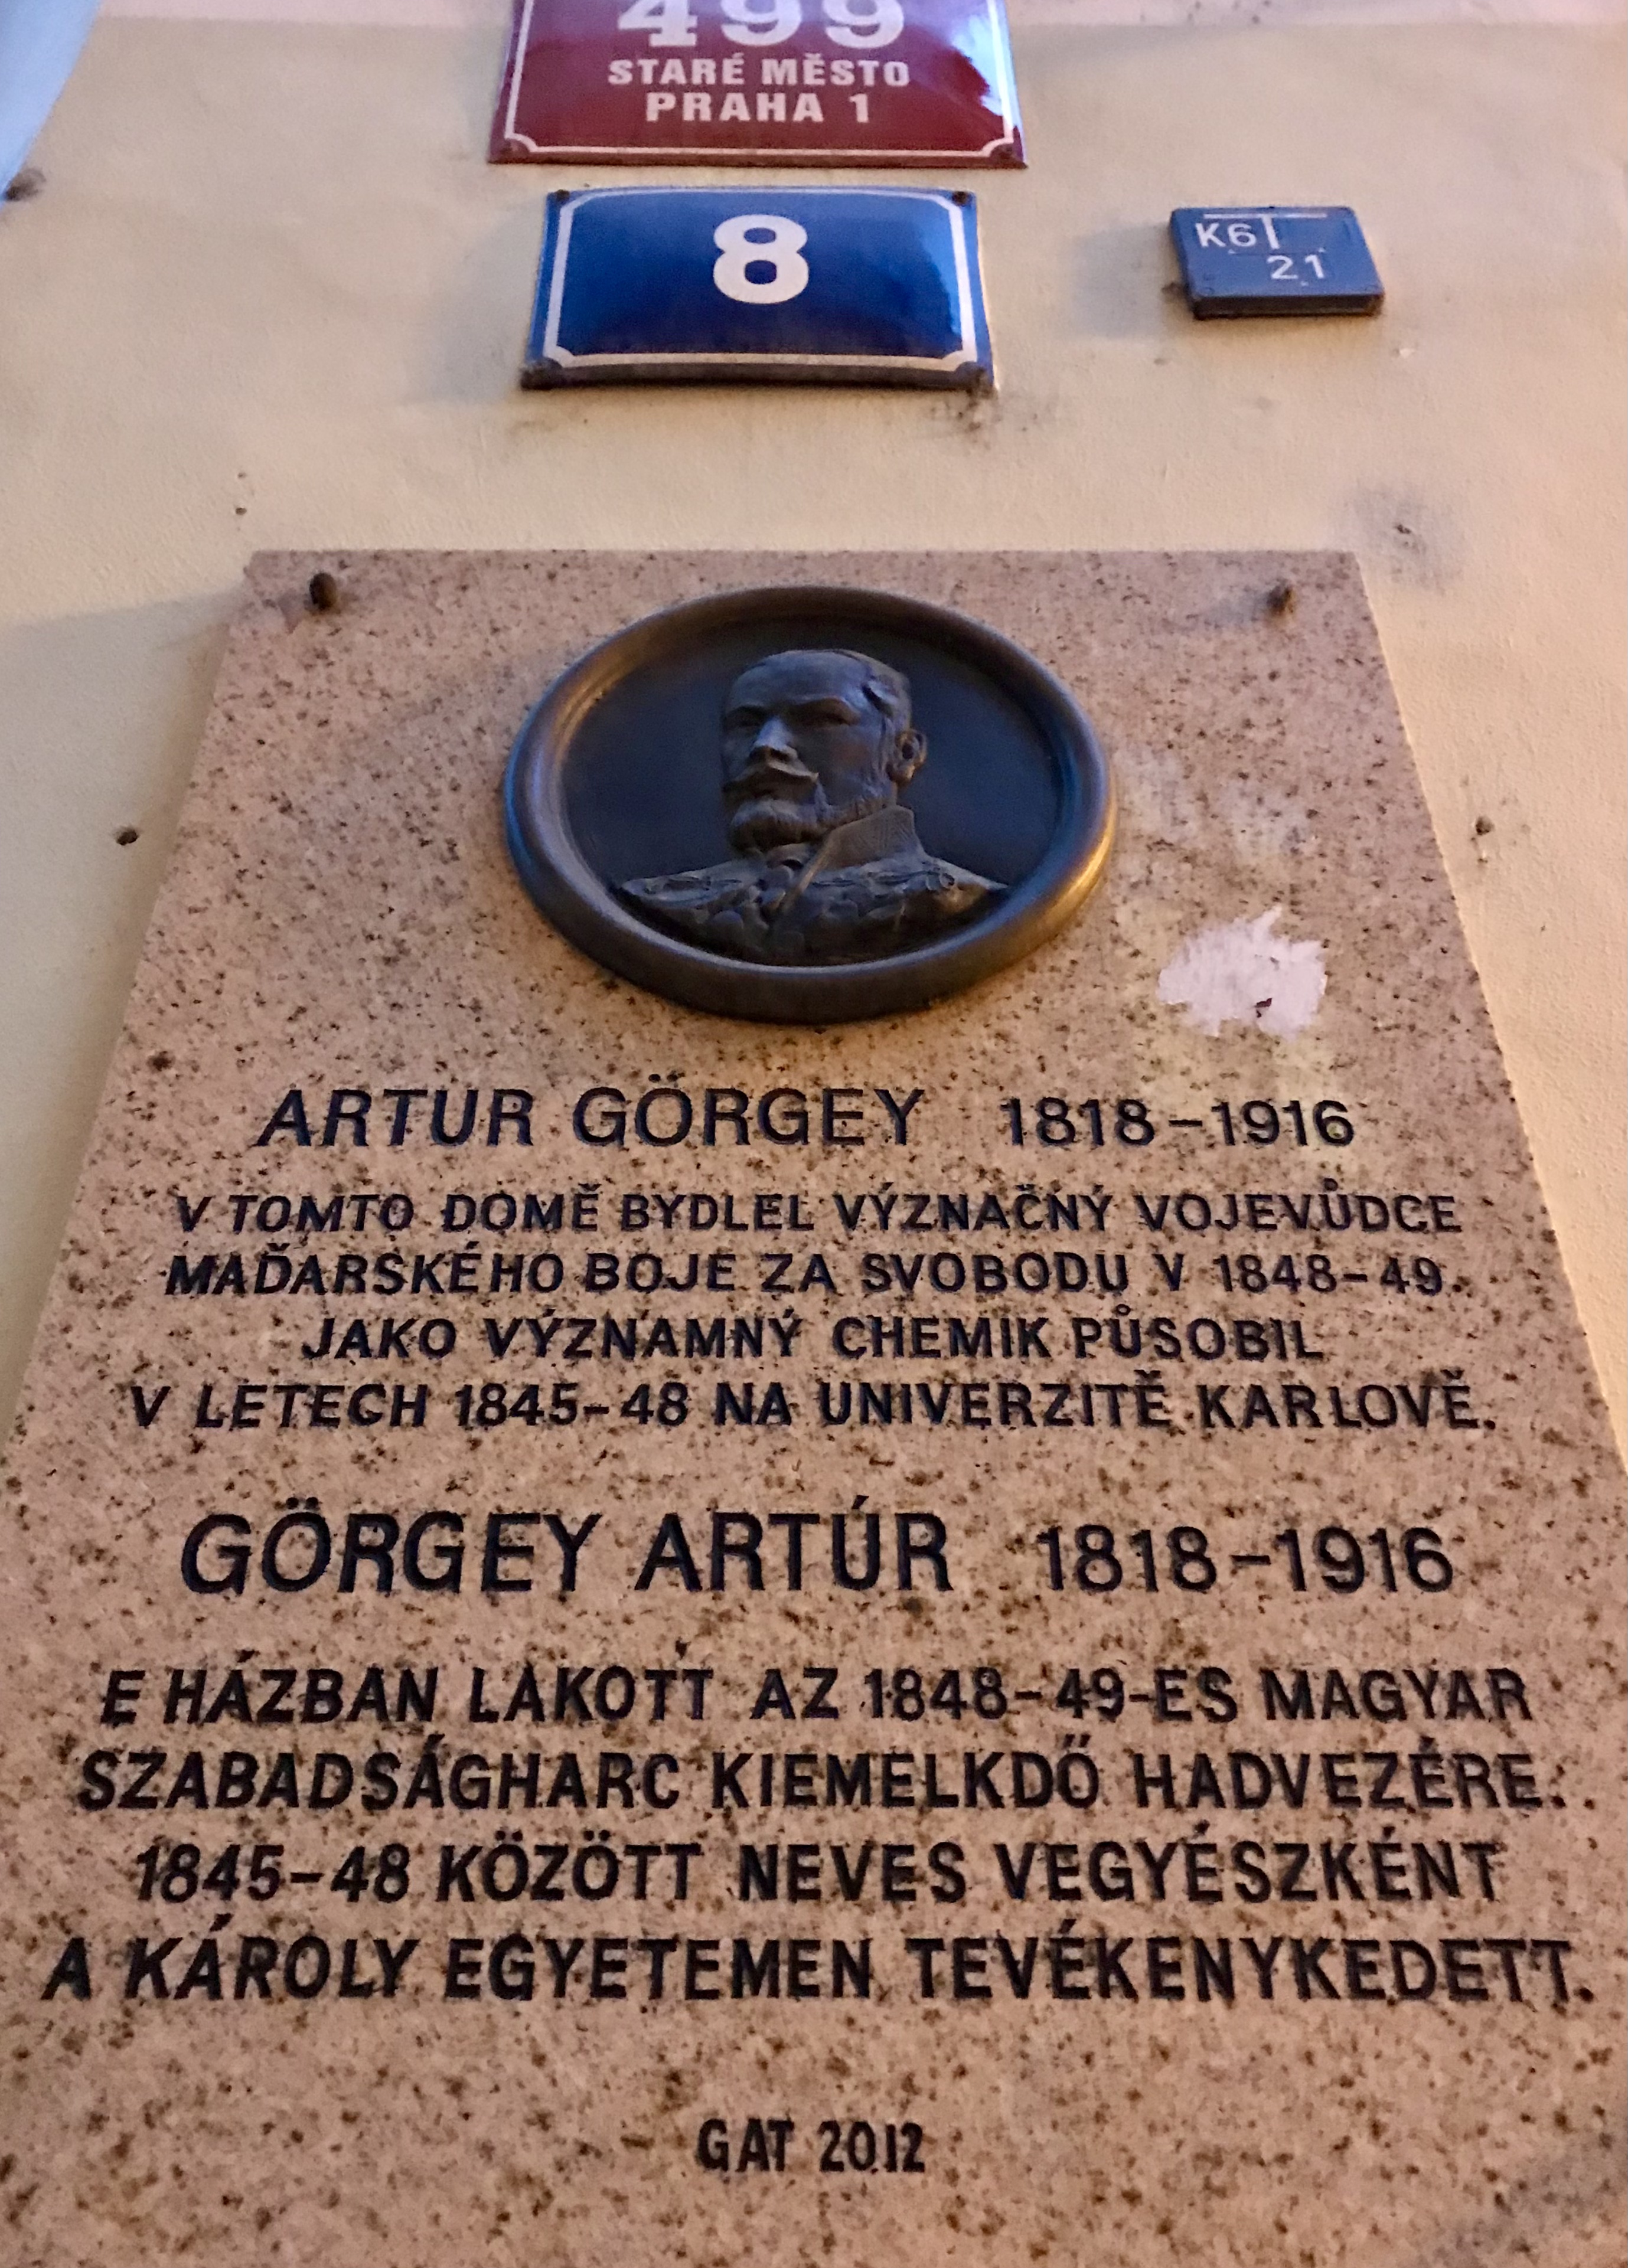 499
STARÉ MĚSTO
PRAHA 1
8
K6
21
ARTUR GÖRGEY 1818-1916
V TOMTO DOMĚ BYDLEL VÝZNAČNÝ VOJEVŮDCE
MAĎARSKÉHO BOJE ZA SVOBODU V 1848-49.
JAKO VÝZNAMNÝ CHEMIK PŮSOBIL
V LETECH 1845-48 NA UNIVERZITĚ KARLOVĚ.
GÖRGEY ARTÚR 1818-1916
E HÁZBAN LAKOTT AZ 1848-49-ES MAGYAR
SZABADSÁGHARC KIEMELKDŐ HADVEZÉRE.
1845-48 KÖZÖTT NEVES VEGYÉSZKÉNT
A KÁROLY EGYETEMEN TEVÉKENYKEDETT.
GAT 2012